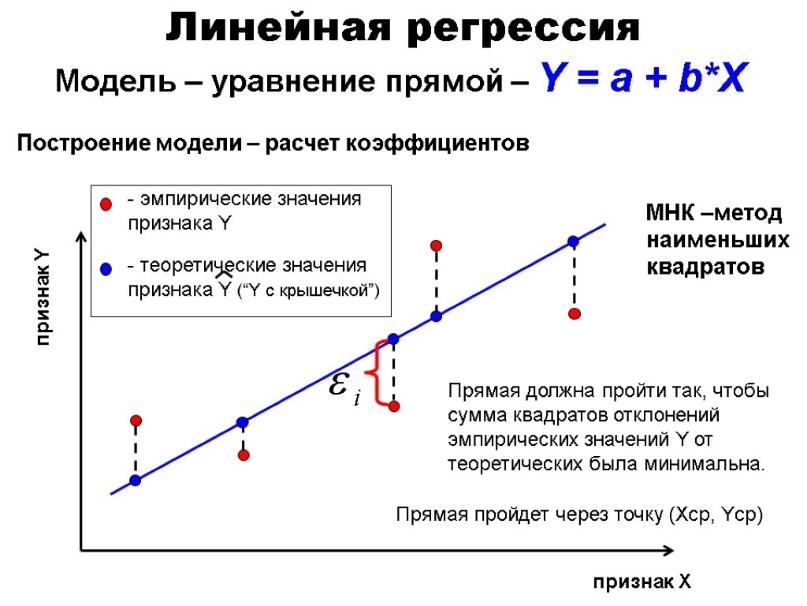 Линейная регрессия
Модель – уравнение прямой – Y = a + b*X
Построение модели – расчет коэффициентов
- эмпирические значения
признака Y
- теоретические значения
признака Ŷ (“Y с крышечкой”)
МНК –метод
наименьших
квадратов
признак Y
ε i
Прямая должна пройти так, чтобы
сумма квадратов отклонений
эмпирических значений Y от
теоретических была минимальна.
Прямая пройдет через точку (Xср, Yср)
признак X